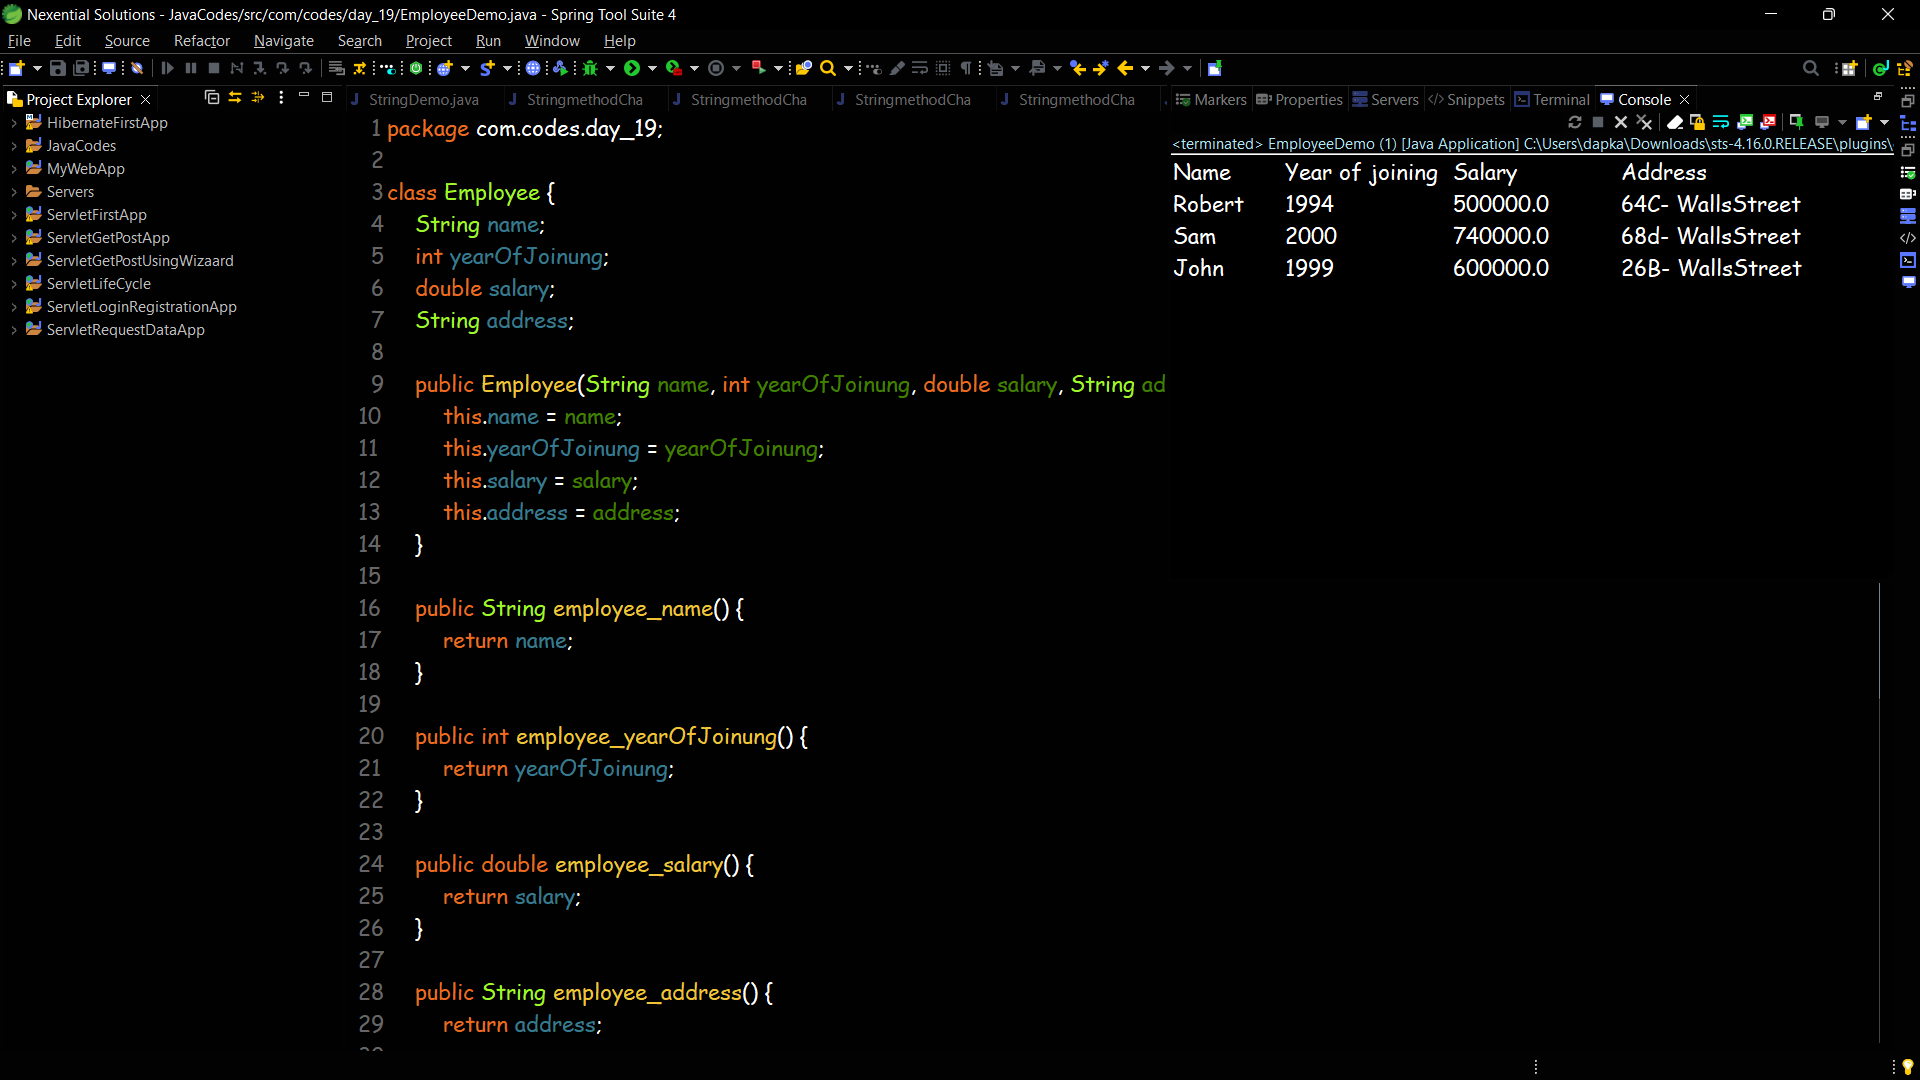 Nexential Solutions - JavaCodes/src/com/codes/day_19/EmployeeDemo.java - Spring Tool Suite 4
File Edit Source Refactor Navigate Search Project Run Window Help
Project Explorer
HibernateFirstApp
JavaCodes
MyWebApp
Servers
ServletFirstApp
ServletGetPostApp
ServletGetPostUsingWizaard
ServletLifeCycle
ServletLoginRegistrationApp
ServletRequestDataApp
StringDemo.java StringmethodCha StringmethodCha StringmethodCha StringmethodCha
1 package com.codes.day_19;
2
3 class Employee {
4 String name;
5 int yearOfJoinung;
6 double salary;
7 String address;
8
9 public Employee(String name, int yearOfJoinung, double salary, String ad
10 this.name = name;
11 this.yearOfJoinung = yearOfJoinung;
12 this.salary = salary;
13 this.address = address;
14 }
15
16 public String employee_name() {
17 return name;
18 }
19
20 public int employee_yearOfJoinung() {
21 return yearOfJoinung;
22 }
23
24 public double employee_salary() {
25 return salary;
26 }
27
28 public String employee_address() {
29 return address;
Markers Properties Servers Snippets Terminal Console
<terminated> EmployeeDemo (1) [Java Application] C:\Users\dapka\Downloads\sts-4.16.0.RELEASE\plugins\
Name Year of joining Salary Address
Robert 1994 500000.0 64C- WallsStreet
Sam 2000 740000.0 68d- WallsStreet
John 1999 600000.0 26B- WallsStreet